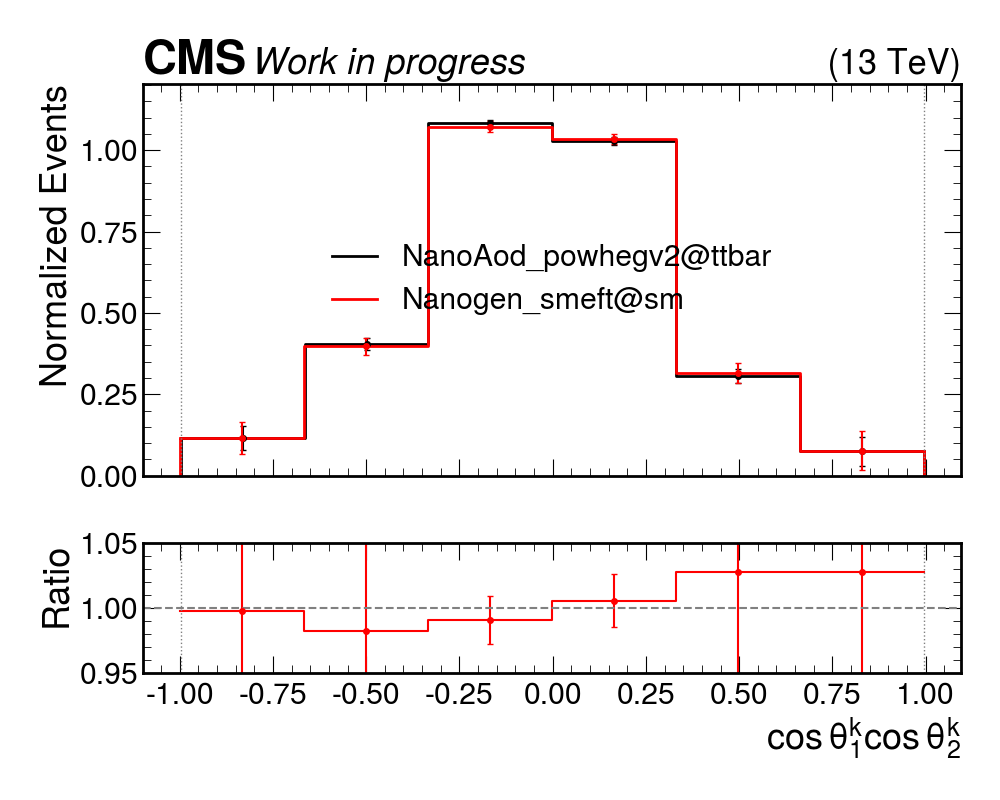 CMS Work in progress (13 TeV)
Normalized Events
1.00
0.75
0.50
0.25
0.00
NanoAod_powhegv2@ttbar
Nanogen_smeft@sm
Ratio
1.05
1.00
0.95
-1.00 -0.75 -0.50 -0.25 0.00 0.25 0.50 0.75 1.00
cos θ₁ᵏcos θ₂ᵏ